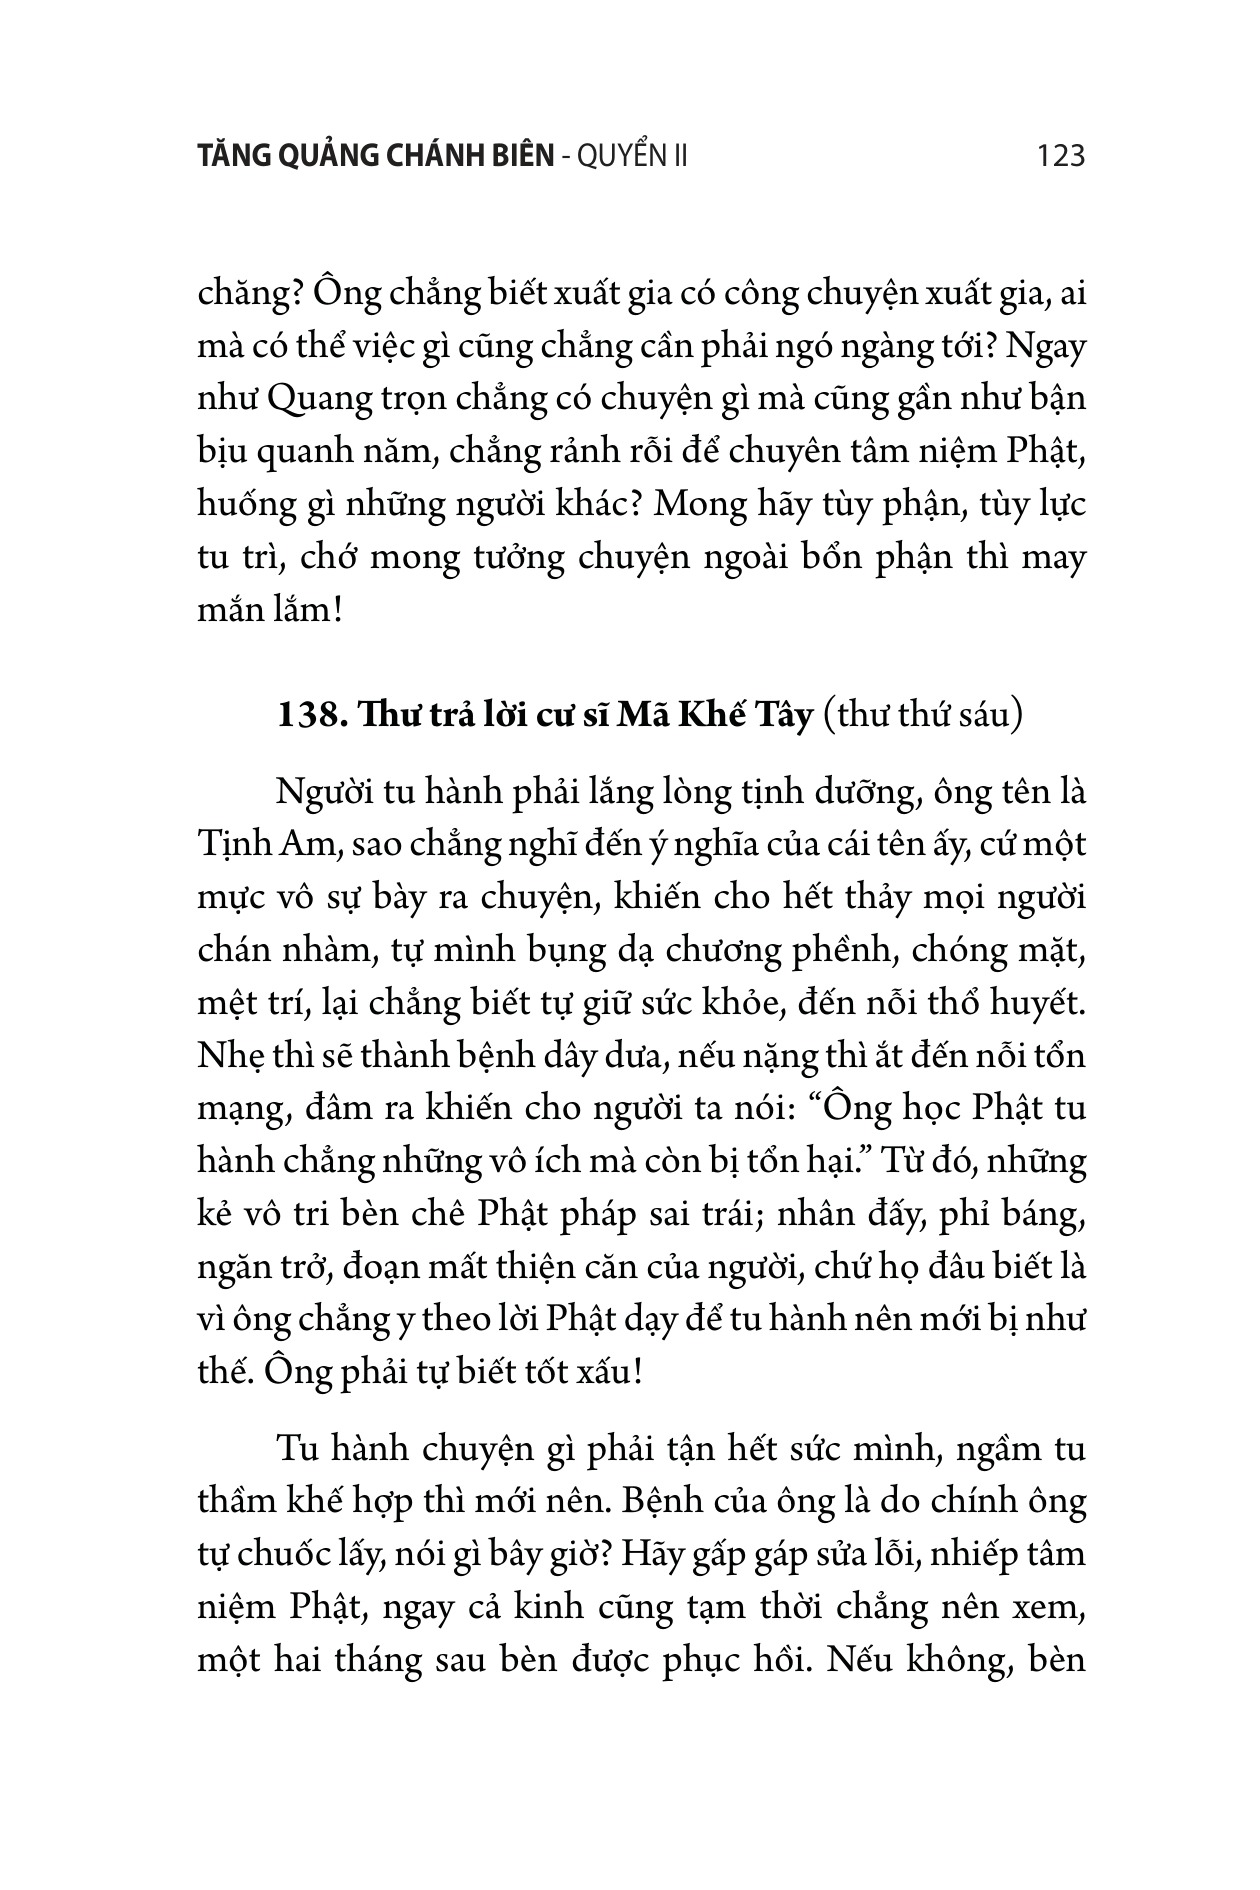 TĂNG QUẢNG CHÁNH BIÊN - QUYỂN II 123
chăng? Ông chẳng biết xuất gia có công chuyện xuất gia, ai
mà có thể việc gì cũng chẳng cần phải ngó ngàng tới? Ngay
như Quang trọn chẳng có chuyện gì mà cũng gần như bận
bịu quanh năm, chẳng rảnh rỗi để chuyên tâm niệm Phật,
huống gì những người khác? Mong hãy tùy phận, tùy lực
tu trì, chớ mong tưởng chuyện ngoài bổn phận thì may
mắn lắm!
138. Thư trả lời cư sĩ Mã Khế Tây (thư thứ sáu)
Người tu hành phải lắng lòng tịnh dưỡng, ông tên là
Tịnh Am, sao chẳng nghĩ đến ý nghĩa của cái tên ấy, cứ một
mực vô sự bày ra chuyện, khiến cho hết thảy mọi người
chán nhàm, tự mình bụng dạ chương phềnh, chóng mặt,
mệt trí, lại chẳng biết tự giữ sức khỏe, đến nỗi thổ huyết.
Nhẹ thì sẽ thành bệnh dây dưa, nếu nặng thì ắt đến nỗi tổn
mạng, đâm ra khiến cho người ta nói: “Ông học Phật tu
hành chẳng những vô ích mà còn bị tổn hại.” Từ đó, những
kẻ vô tri bèn chê Phật pháp sai trái; nhân đấy, phỉ báng,
ngăn trở, đoạn mất thiện căn của người, chứ họ đâu biết là
vì ông chẳng y theo lời Phật dạy để tu hành nên mới bị như
thế. Ông phải tự biết tốt xấu!
Tu hành chuyện gì phải tận hết sức mình, ngầm tu
thầm khế hợp thì mới nên. Bệnh của ông là do chính ông
tự chuốc lấy, nói gì bây giờ? Hãy gấp gáp sửa lỗi, nhiếp tâm
niệm Phật, ngay cả kinh cũng tạm thời chẳng nên xem,
một hai tháng sau bèn được phục hồi. Nếu không, bèn